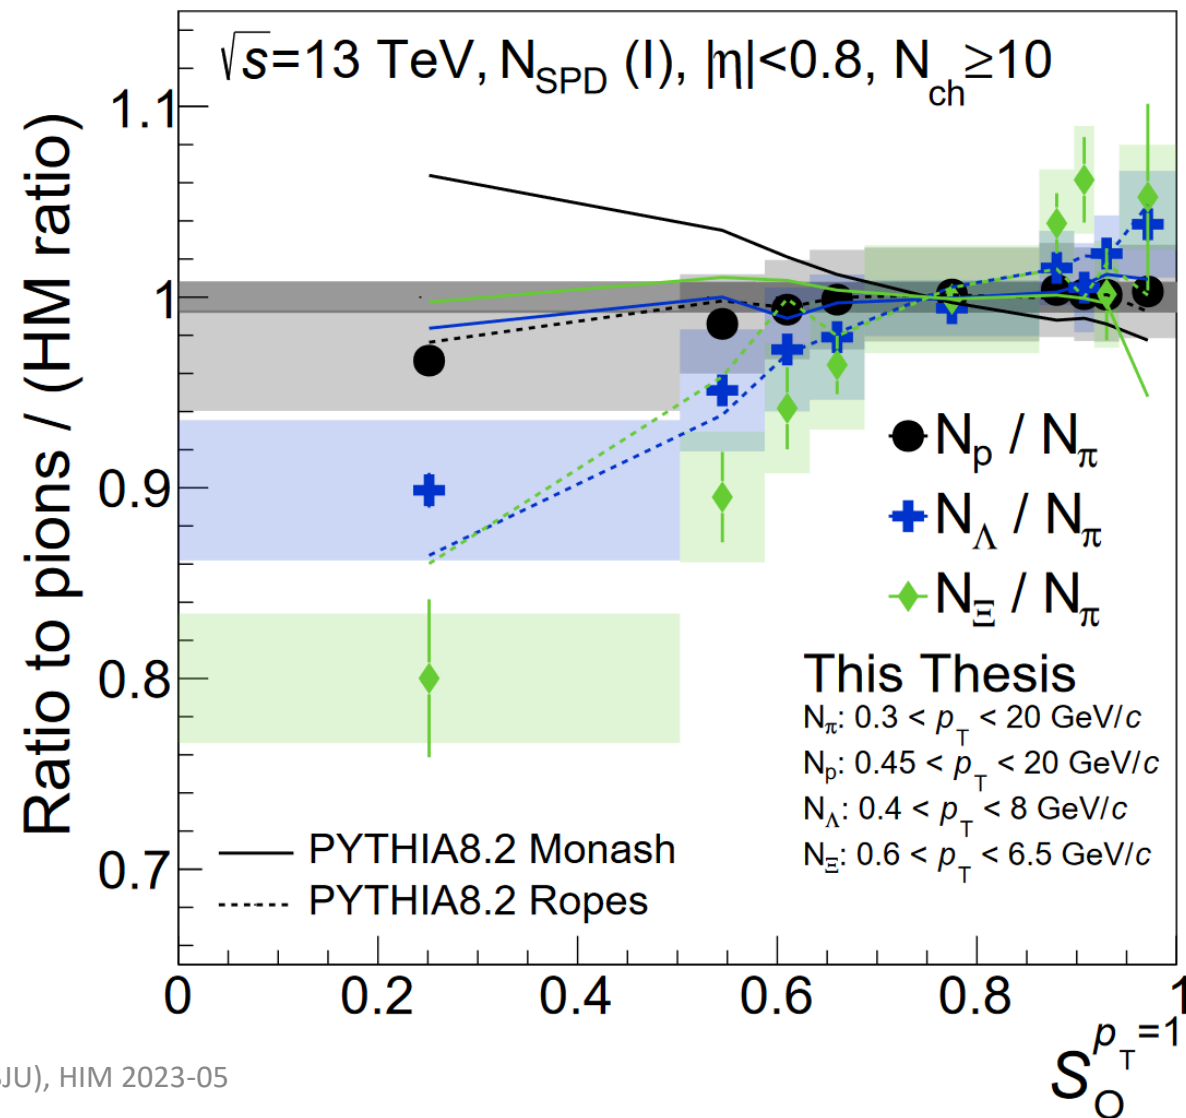 √s=13 TeV, N_SPD (I), |η|<0.8, N_ch≥10
Ratio to pions / (HM ratio)
1.1
1
0.9
0.8
0.7
N_p / N_π
N_Λ / N_π
N_Ξ / N_π
This Thesis
N_π: 0.3 < p_T < 20 GeV/c
N_p: 0.45 < p_T < 20 GeV/c
N_Λ: 0.4 < p_T < 8 GeV/c
N_Ξ: 0.6 < p_T < 6.5 GeV/c
PYTHIA8.2 Monash
PYTHIA8.2 Ropes
0 0.2 0.4 0.6 0.8 1
S_O^{p_T=1}
JU), HIM 2023-05